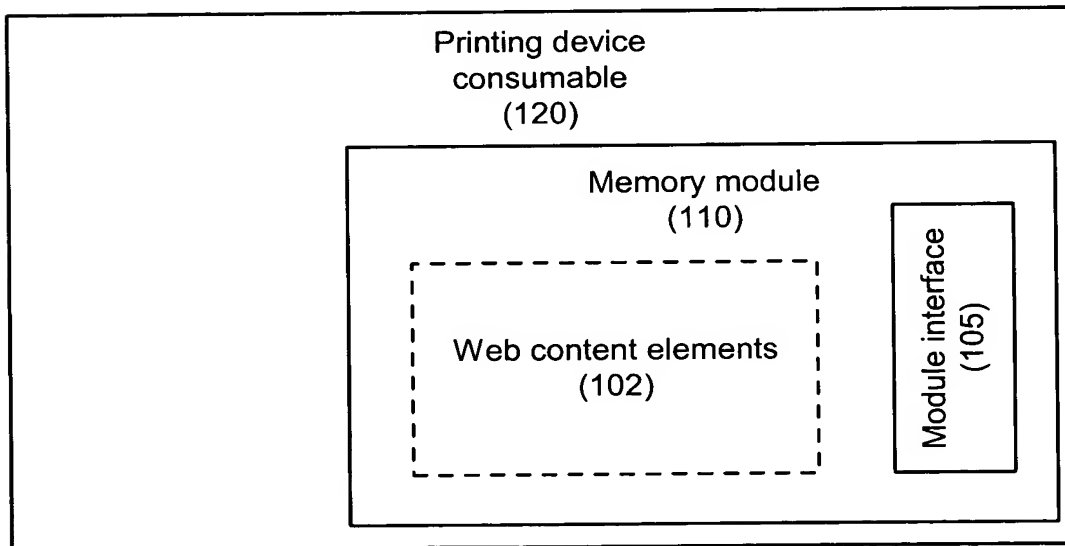 Printing device
consumable
(120)
Memory module
(110)
Web content elements
(102)
Module interface
(105)